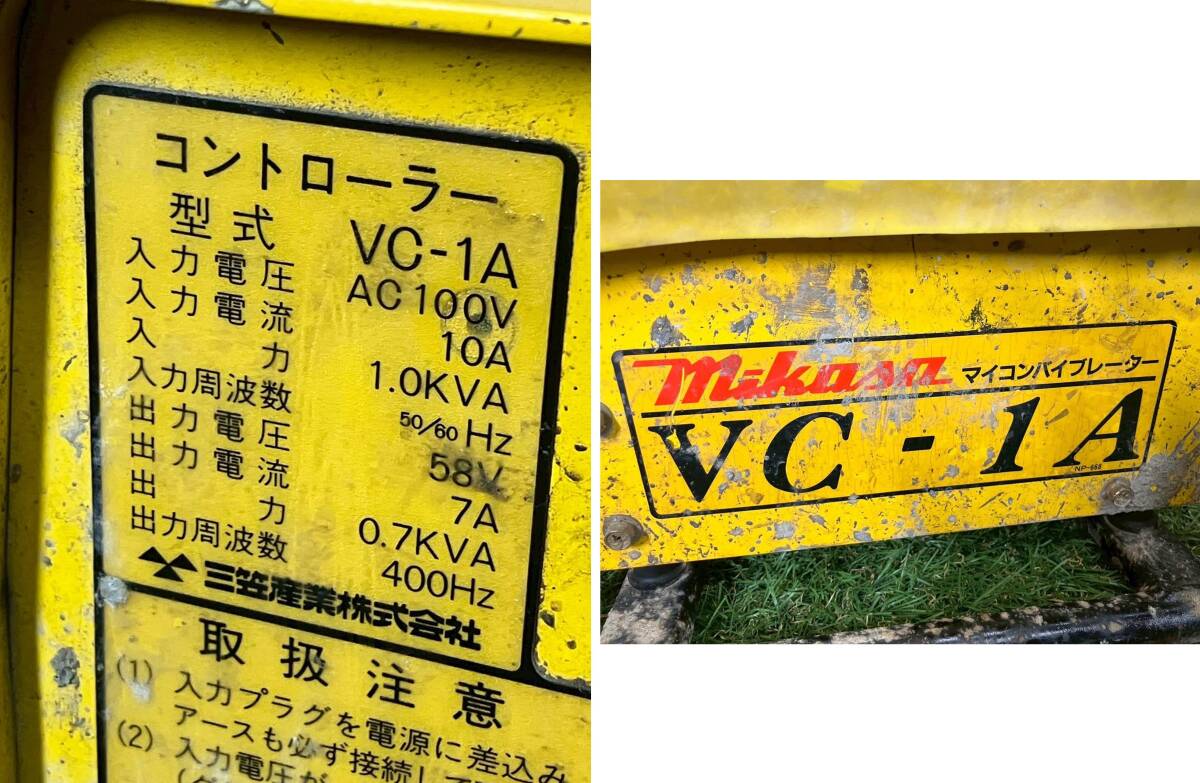 コントローラー
型式 VC-1A
入力電圧 AC100V
入力電流 10A
入力 1.0KVA
入力周波数 50/60Hz
出力電圧 58V
出力電流 7A
出力 0.7KVA
出力周波数 400Hz
三笠産業株式会社
取扱注意
(1) 入力プラグを電源に差込み
アースも必ず接続して
(2) 入力電圧が
Mikasa マイコンバイブレーター
VC-1A
NP-658